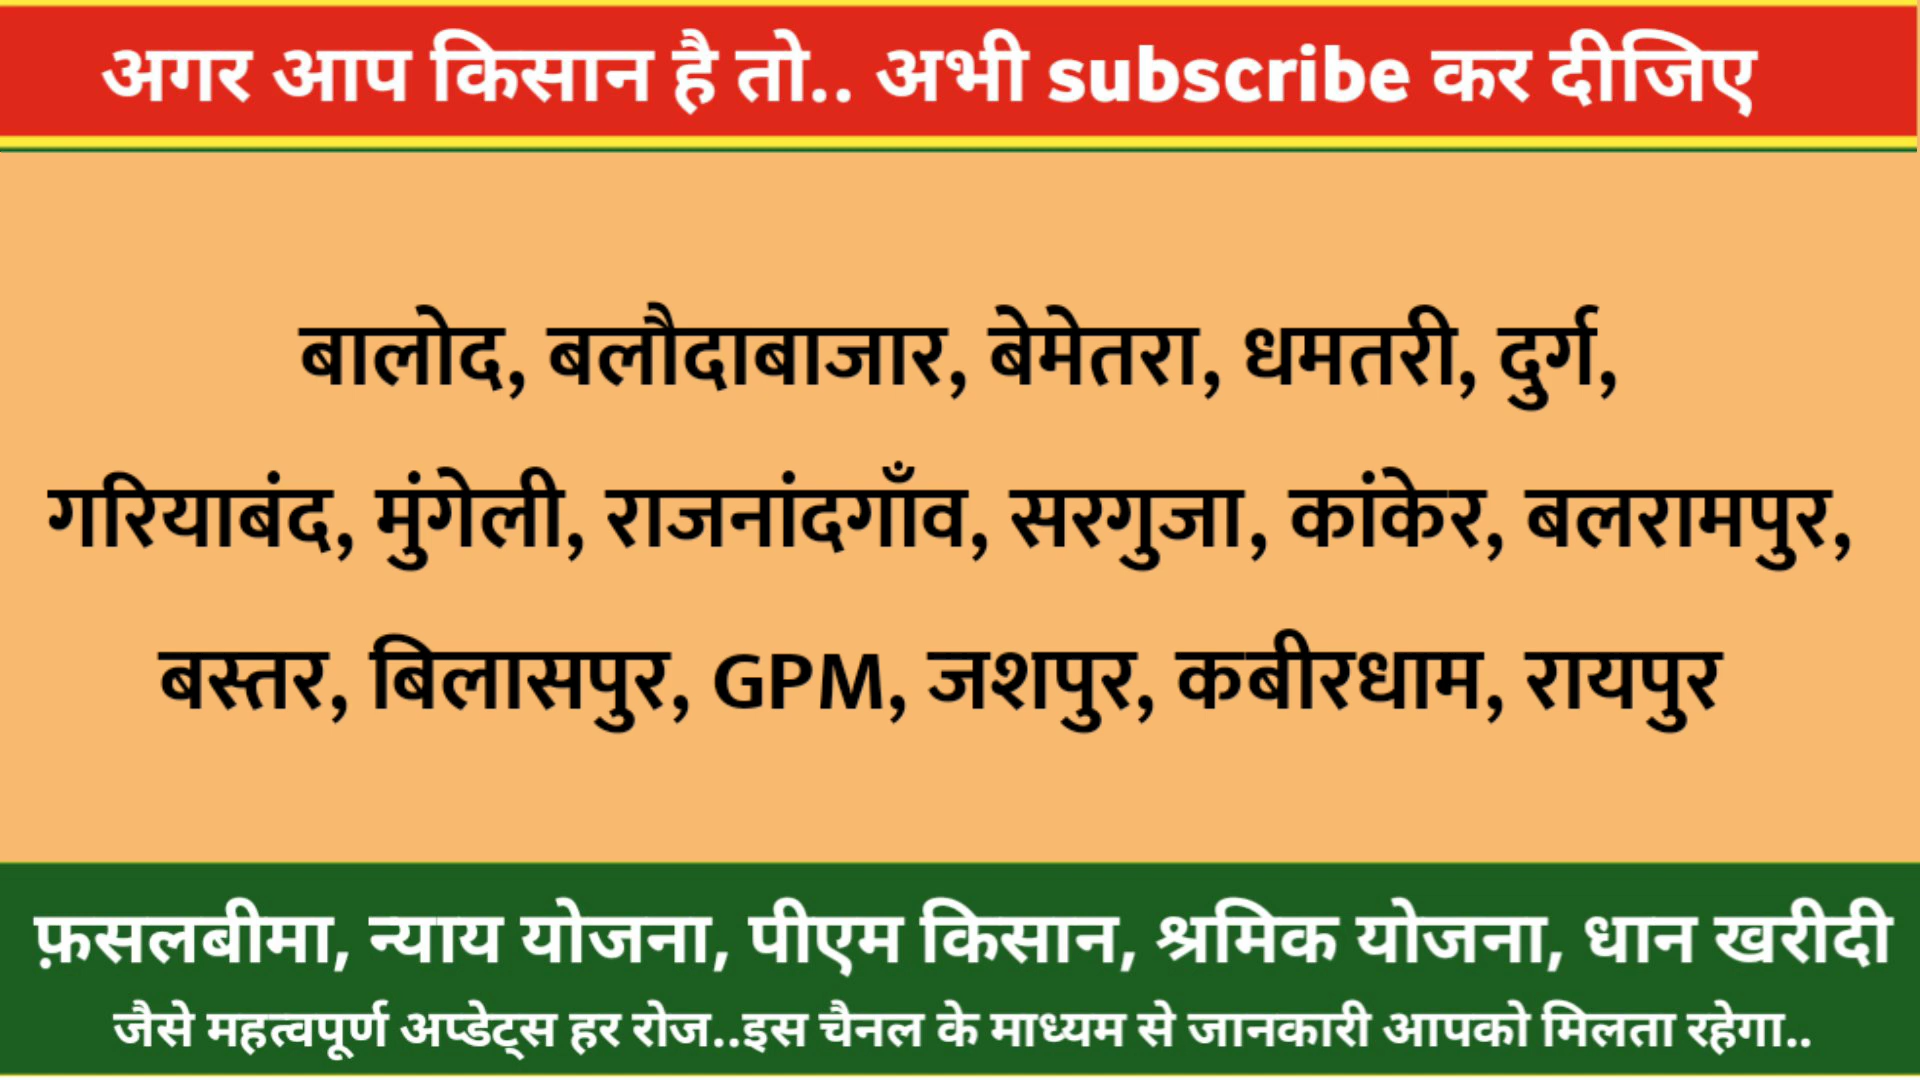 अगर आप किसान है तो.. अभी subscribe कर दीजिए
बालोद, बलौदाबाजार, बेमेतरा, धमतरी, दुर्ग,
गरियाबंद, मुंगेली, राजनांदगाँव, सरगुजा, कांकेर, बलरामपुर,
बस्तर, बिलासपुर, GPM, जशपुर, कबीरधाम, रायपुर
फ़सलबीमा, न्याय योजना, पीएम किसान, श्रमिक योजना, धान खरीदी
जैसे महत्वपूर्ण अप्डेट्स हर रोज..इस चैनल के माध्यम से जानकारी आपको मिलता रहेगा..